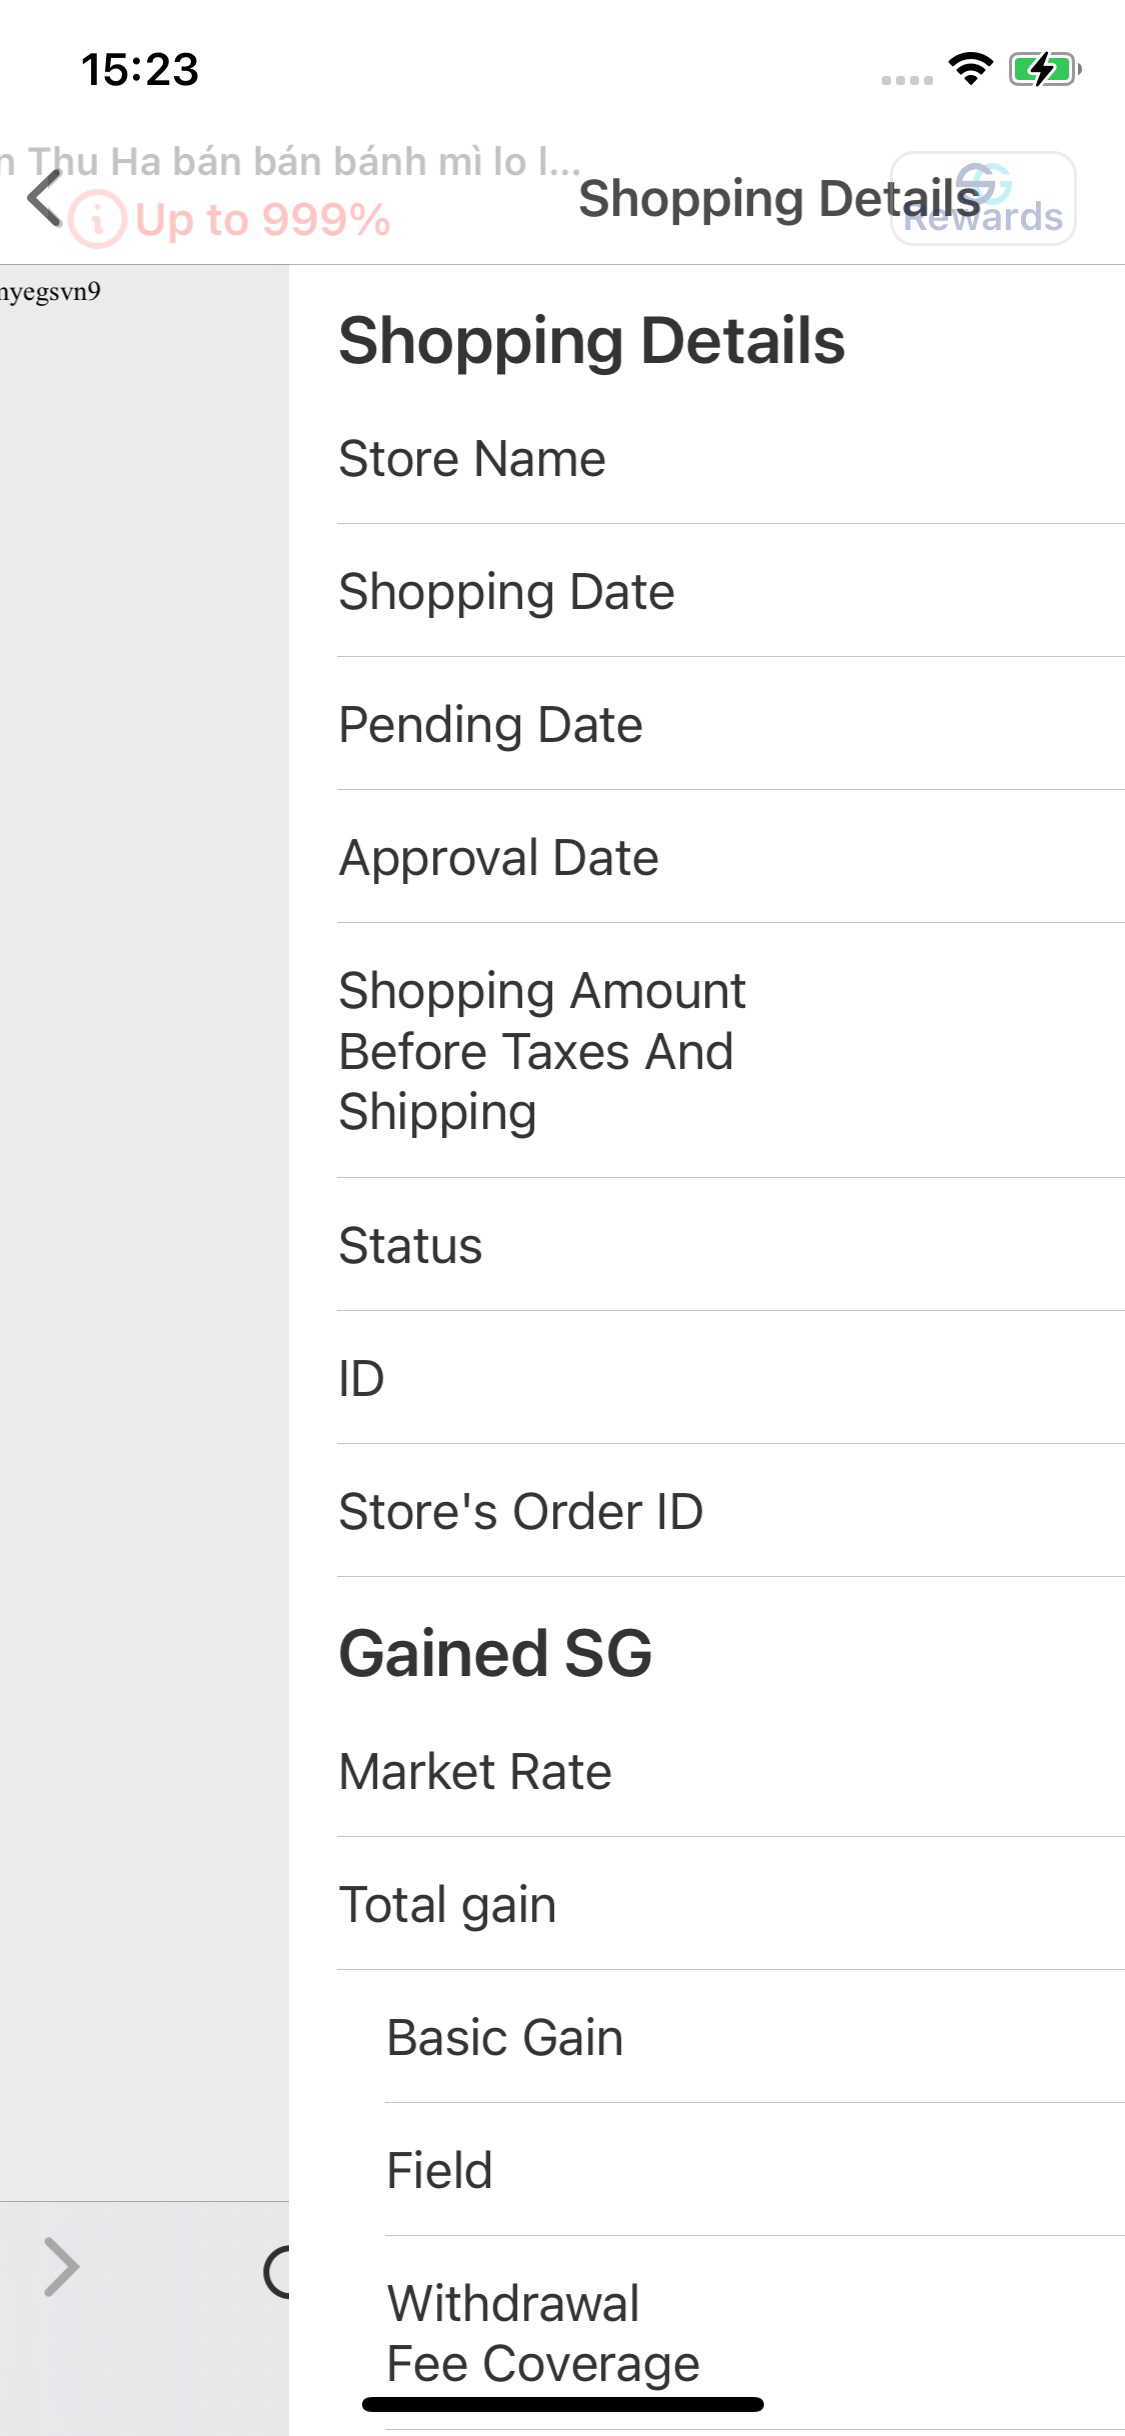 15:23
Thu Ha bán bán bánh mì lo l...
Up to 999%
Shopping Details
SG
Rewards
nyegsvn9
Shopping Details
Store Name
Shopping Date
Pending Date
Approval Date
Shopping Amount
Before Taxes And
Shipping
Status
ID
Store's Order ID
Gained SG
Market Rate
Total gain
Basic Gain
Field
Withdrawal
Fee Coverage